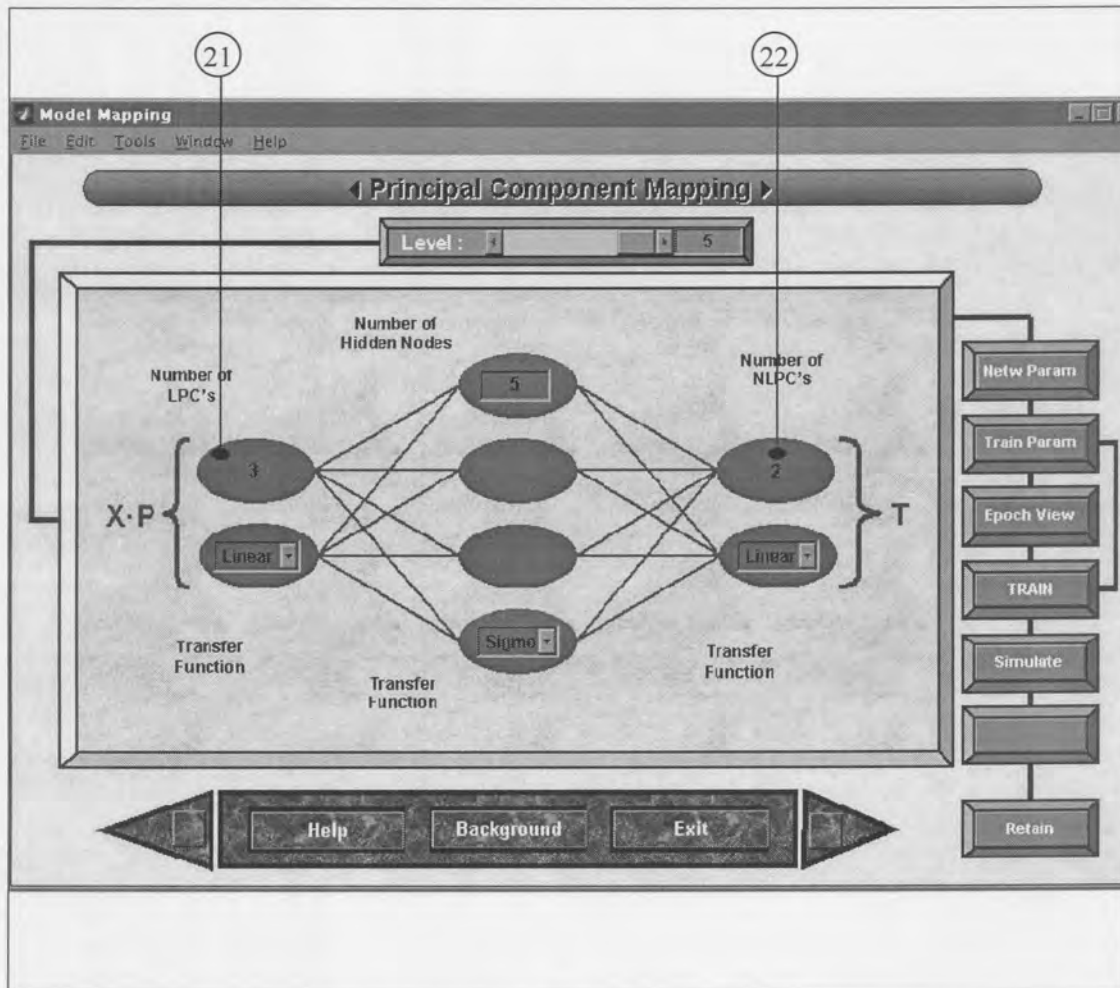 21
22
Model Mapping
File Edit Tools Window Help
Principal Component Mapping
Level : 5
Number of
Hidden Nodes
Number of
LPC's
Number of
NLPC's
5
3
2
X·P
T
Linear
Linear
Sigmo
Transfer
Function
Transfer
Function
Transfer
Function
Netw Param
Train Param
Epoch View
TRAIN
Simulate
Retain
Help
Background
Exit